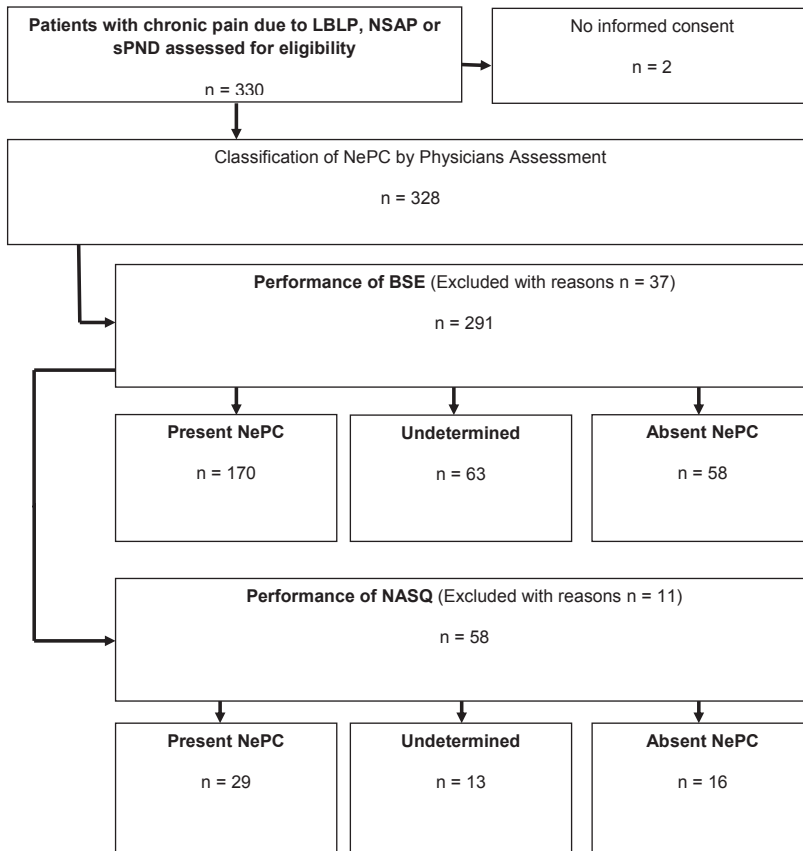 Patients with chronic pain due to LBLP, NSAP or
sPND assessed for eligibility
n = 330
No informed consent
n = 2
Classification of NePC by Physicians Assessment
n = 328
Performance of BSE (Excluded with reasons n = 37)
n = 291
Present NePC
n = 170
Undetermined
n = 63
Absent NePC
n = 58
Performance of NASQ (Excluded with reasons n = 11)
n = 58
Present NePC
n = 29
Undetermined
n = 13
Absent NePC
n = 16